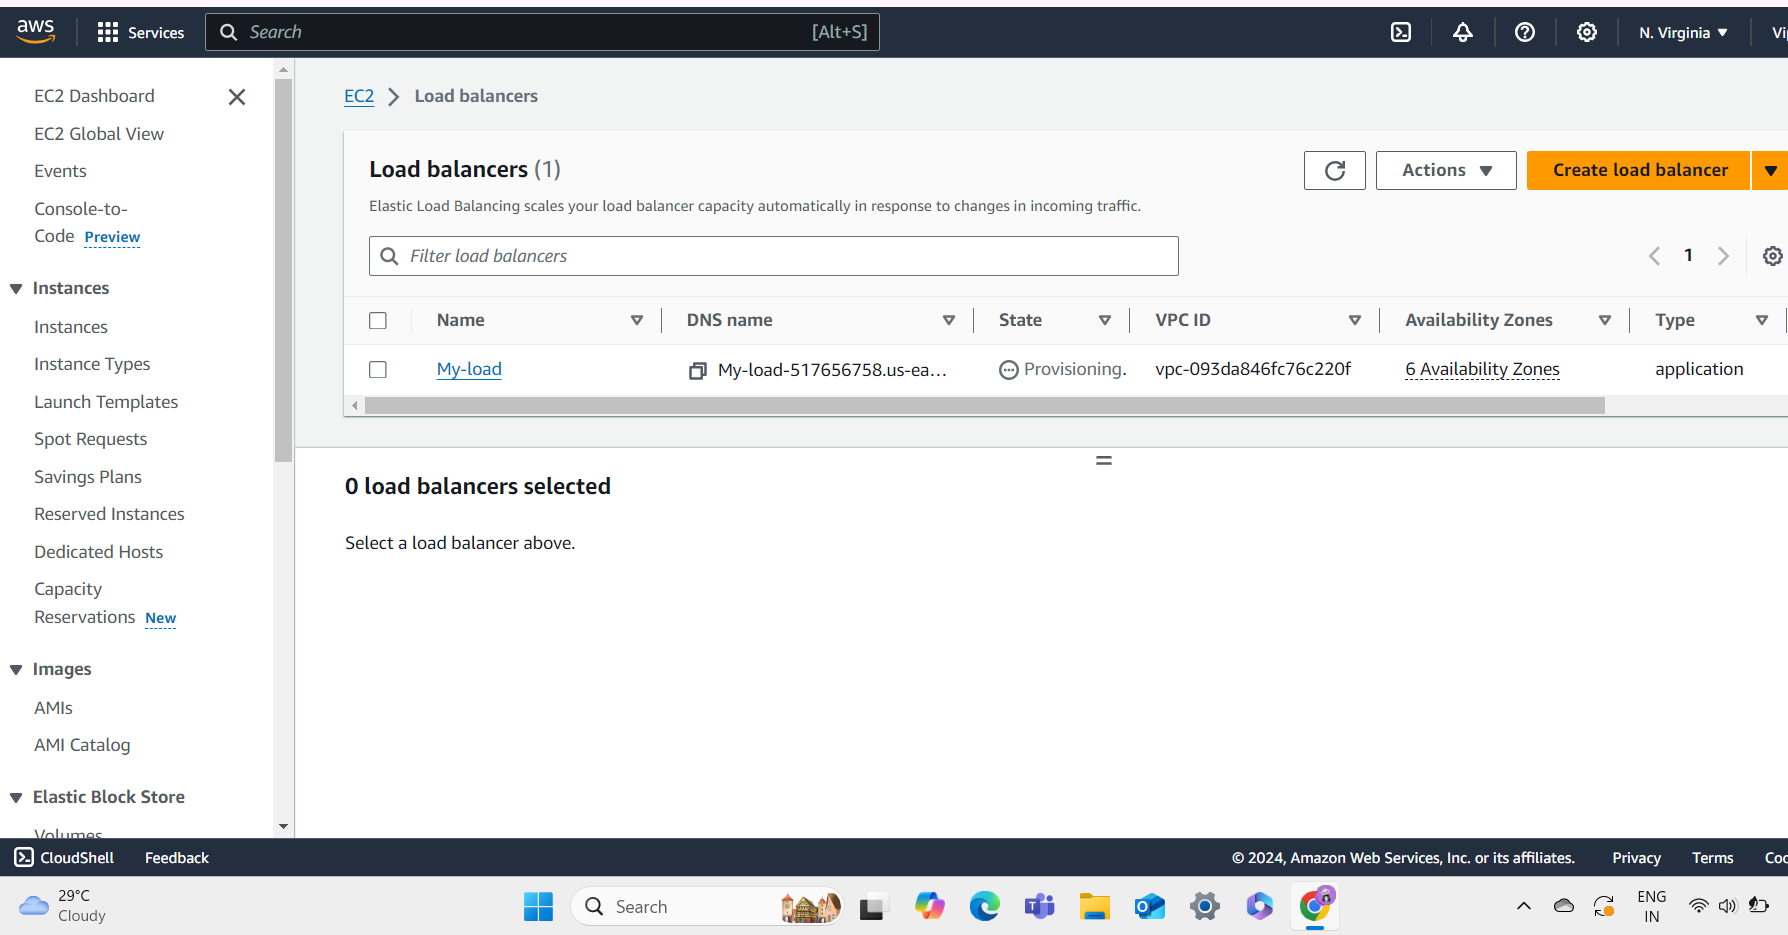 aws
Services
Search [Alt+S]
N. Virginia
EC2 Dashboard
EC2 Global View
Events
Console-to-
Code Preview
Instances
Instances
Instance Types
Launch Templates
Spot Requests
Savings Plans
Reserved Instances
Dedicated Hosts
Capacity
Reservations New
Images
AMIs
AMI Catalog
Elastic Block Store
Volumes
EC2 > Load balancers
Load balancers (1)
Actions
Create load balancer
Elastic Load Balancing scales your load balancer capacity automatically in response to changes in incoming traffic.
Filter load balancers
1
Name DNS name State VPC ID Availability Zones Type
My-load My-load-517656758.us-ea... Provisioning. vpc-093da846fc76c220f 6 Availability Zones application
0 load balancers selected
Select a load balancer above.
CloudShell Feedback © 2024, Amazon Web Services, Inc. or its affiliates. Privacy Terms
29°C
Cloudy
Search
ENG
IN